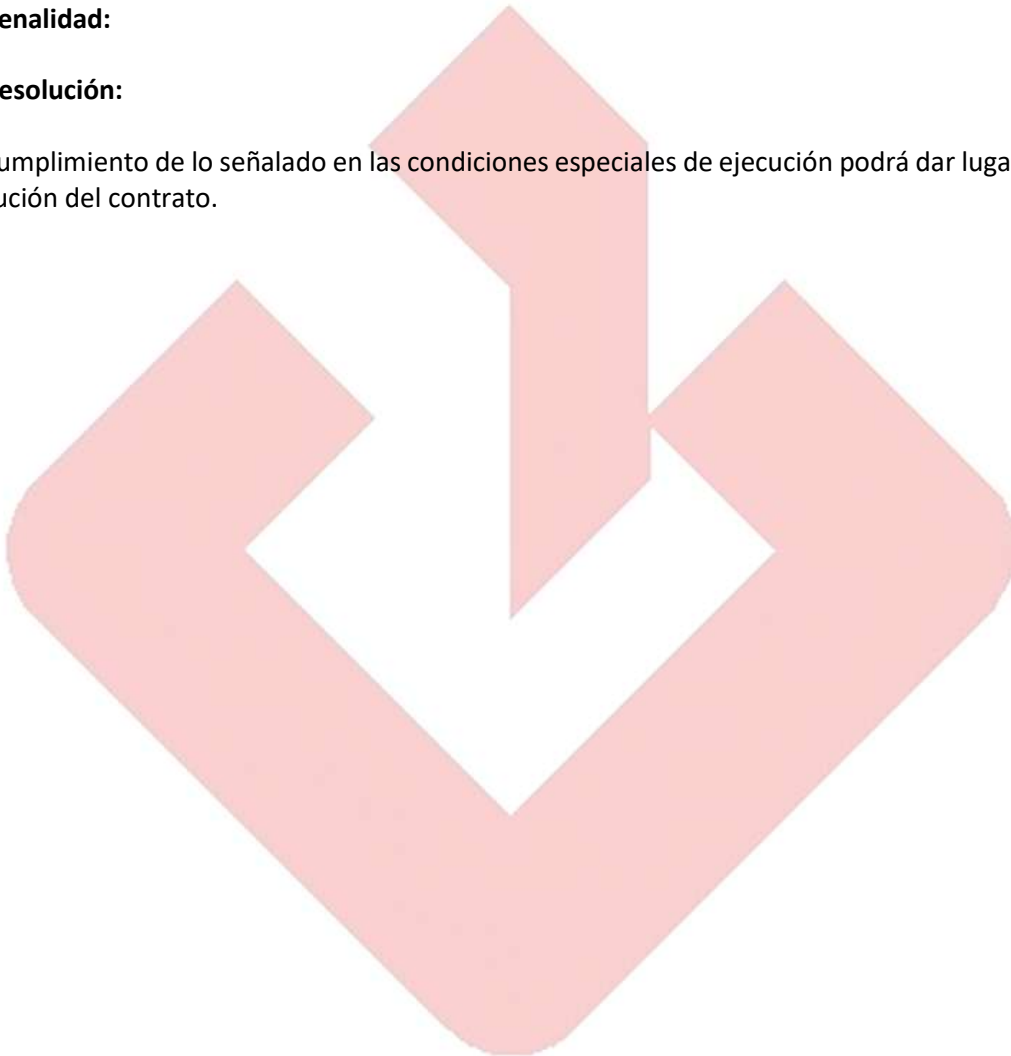 enalidad:
esolución:
umplimiento de lo señalado en las condiciones especiales de ejecución podrá dar luga
ución del contrato.